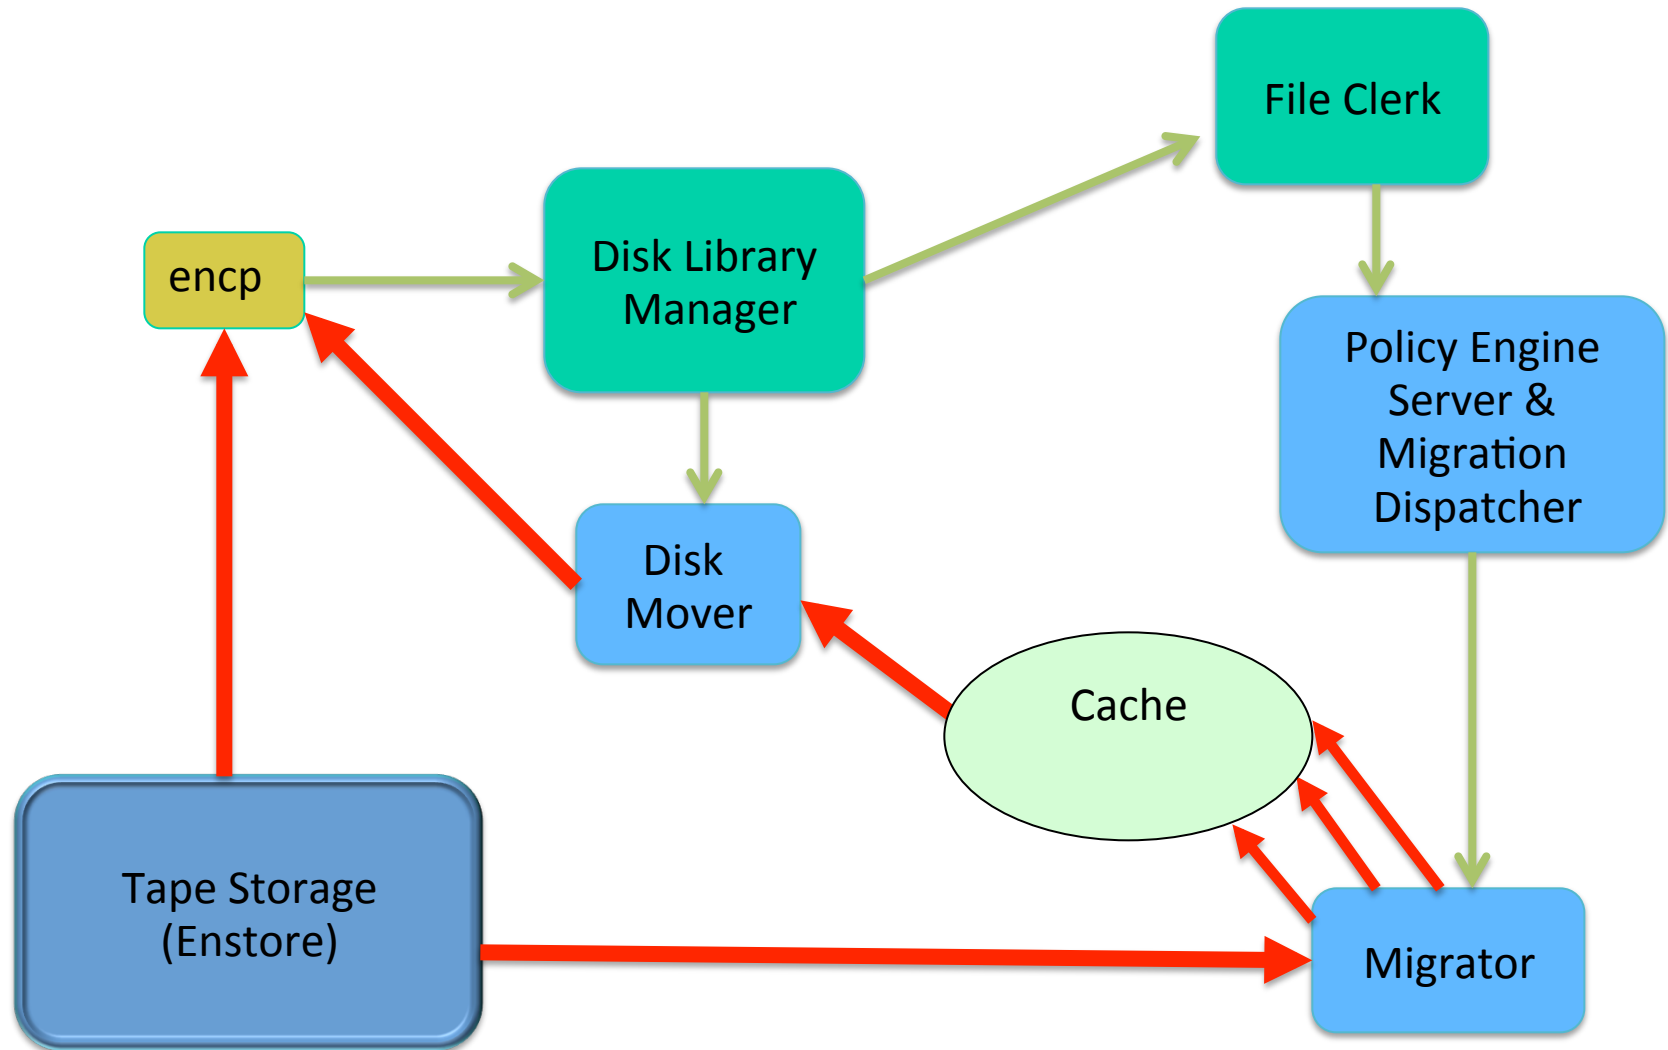 File Clerk
encp
Disk Library
Manager
Policy Engine
Server &
Migration
Dispatcher
Disk
Mover
Cache
Tape Storage
(Enstore)
Migrator